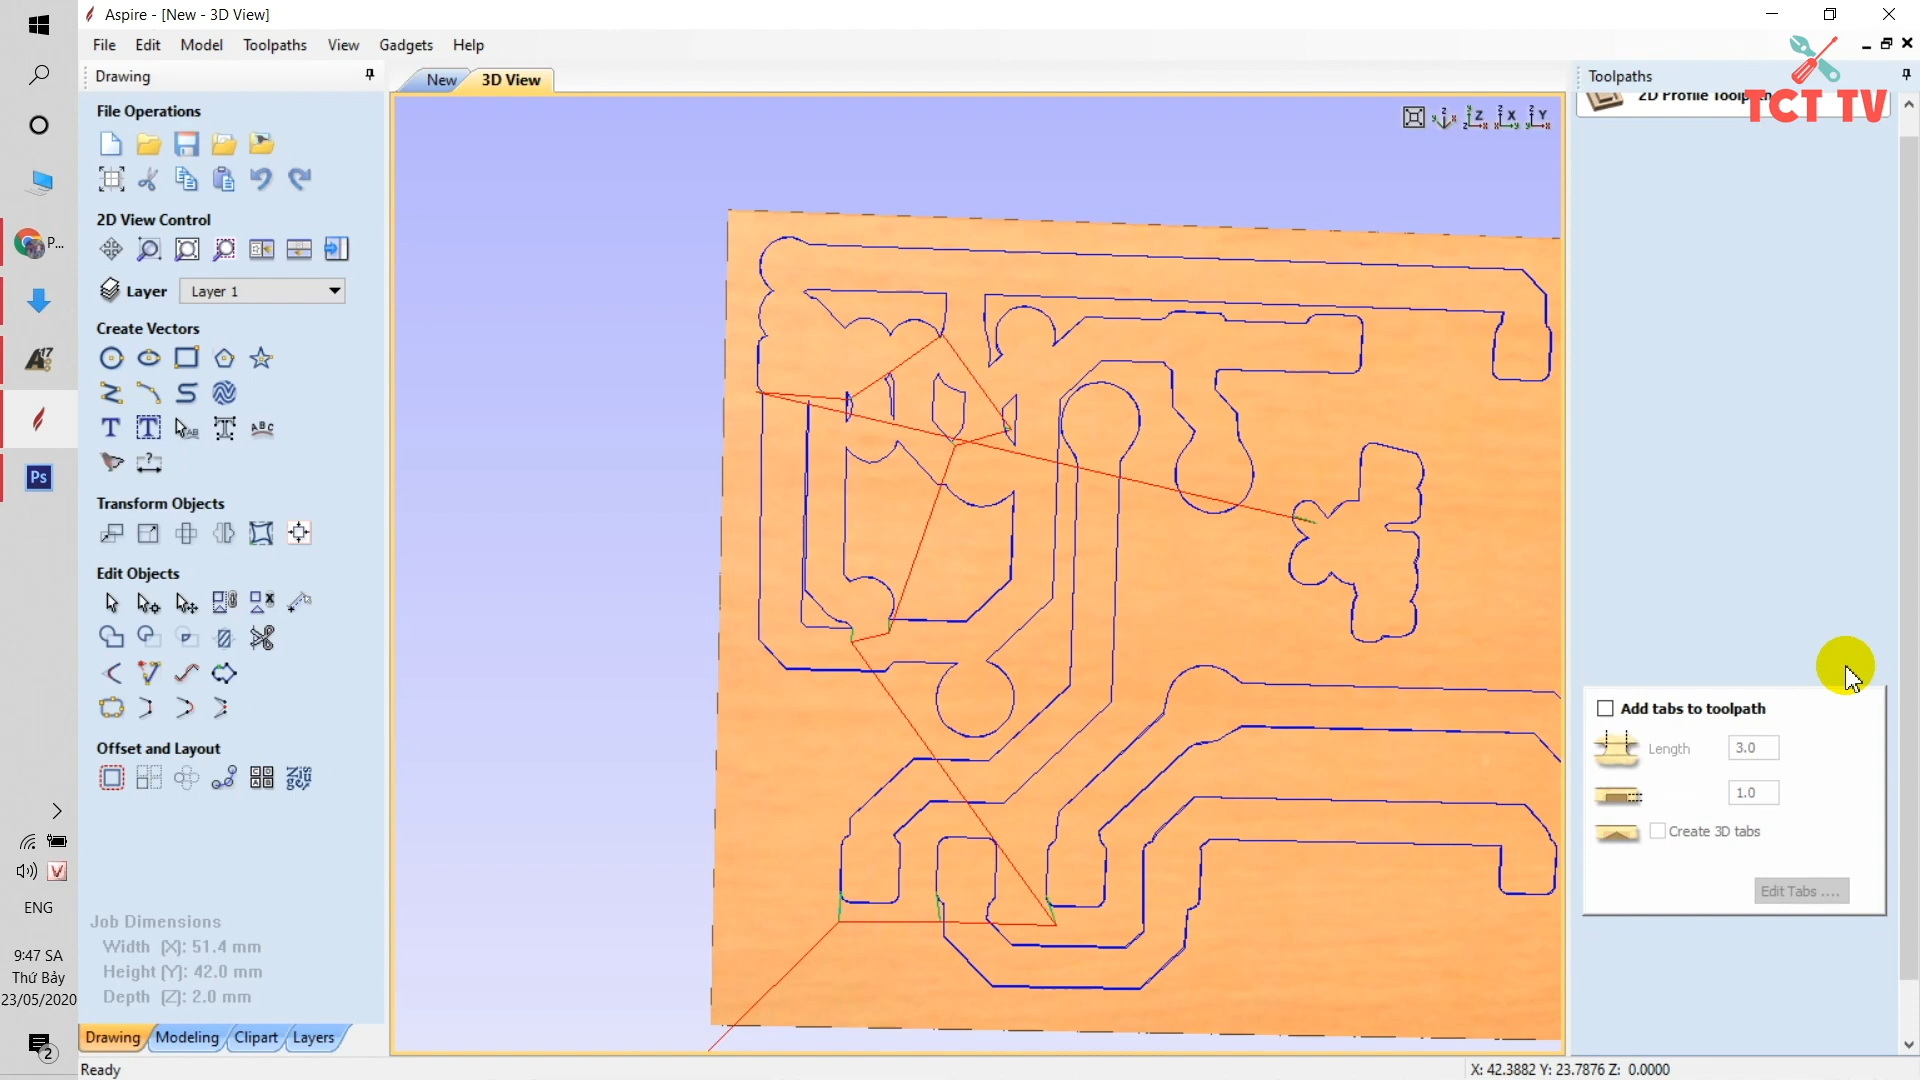 Aspire - [New - 3D View]
File Edit Model Toolpaths View Gadgets Help
Drawing
New
3D View
Toolpaths
2D Profile Toolpath
TCT TV
File Operations
2D View Control
Layer
Layer 1
Create Vectors
Transform Objects
Edit Objects
Offset and Layout
Job Dimensions
Width [X]: 51.4 mm
Height [Y]: 42.0 mm
Depth [Z]: 2.0 mm
Drawing Modeling Clipart Layers
Ready
X: 42.3882 Y: 23.7876 Z: 0.0000
Add tabs to toolpath
Length
3.0
1.0
Create 3D tabs
Edit Tabs ....
P...
Ps
ENG
9:47 SA
Thứ Bảy
23/05/2020
2